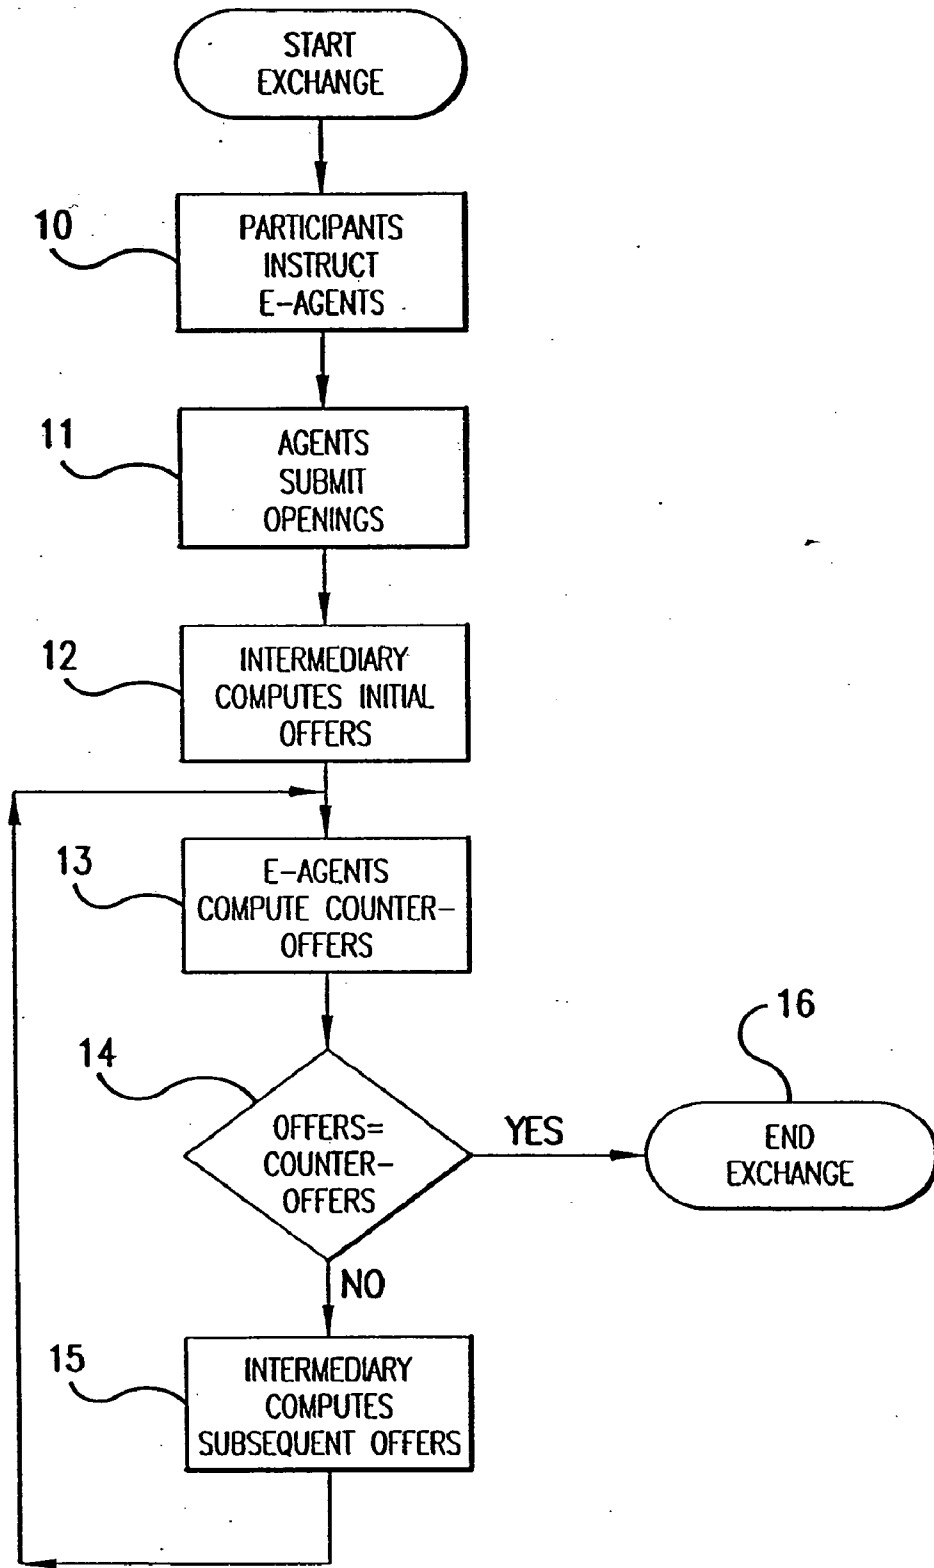 START
EXCHANGE
10
PARTICIPANTS
INSTRUCT
E-AGENTS
11
AGENTS
SUBMIT
OPENINGS
12
INTERMEDIARY
COMPUTES INITIAL
OFFERS
13
E-AGENTS
COMPUTE COUNTER-
OFFERS
14
OFFERS=
COUNTER-
OFFERS
YES
16
END
EXCHANGE
NO
15
INTERMEDIARY
COMPUTES
SUBSEQUENT OFFERS